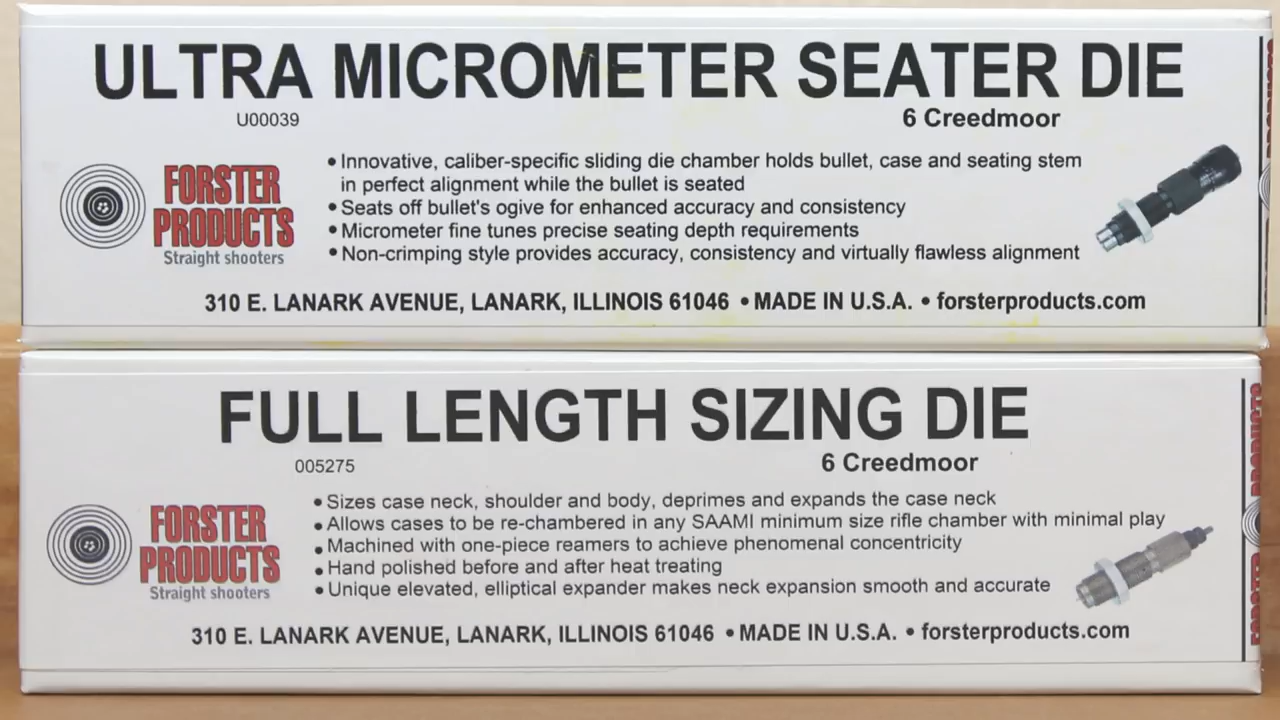 ULTRA MICROMETER SEATER DIE
U00039
6 Creedmoor
FORSTER
PRODUCTS
Straight shooters
• Innovative, caliber-specific sliding die chamber holds bullet, case and seating stem
in perfect alignment while the bullet is seated
• Seats off bullet's ogive for enhanced accuracy and consistency
• Micrometer fine tunes precise seating depth requirements
• Non-crimping style provides accuracy, consistency and virtually flawless alignment
310 E. LANARK AVENUE, LANARK, ILLINOIS 61046 • MADE IN U.S.A. • forsterproducts.com
FULL LENGTH SIZING DIE
005275
6 Creedmoor
FORSTER
PRODUCTS
Straight shooters
• Sizes case neck, shoulder and body, deprimes and expands the case neck
• Allows cases to be re-chambered in any SAAMI minimum size rifle chamber with minimal play
• Machined with one-piece reamers to achieve phenomenal concentricity
• Hand polished before and after heat treating
• Unique elevated, elliptical expander makes neck expansion smooth and accurate
310 E. LANARK AVENUE, LANARK, ILLINOIS 61046 • MADE IN U.S.A. • forsterproducts.com